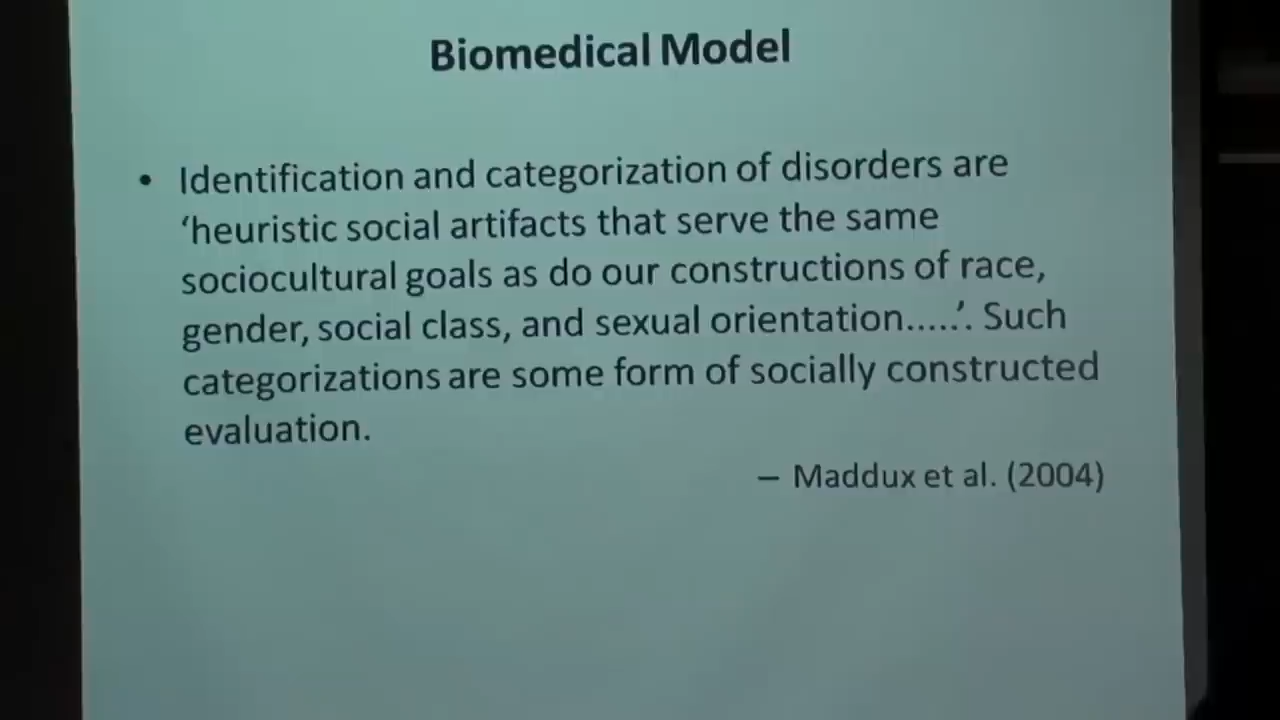 Biomedical Model
• Identification and categorization of disorders are
‘heuristic social artifacts that serve the same
sociocultural goals as do our constructions of race,
gender, social class, and sexual orientation.....’. Such
categorizations are some form of socially constructed
evaluation.
– Maddux et al. (2004)